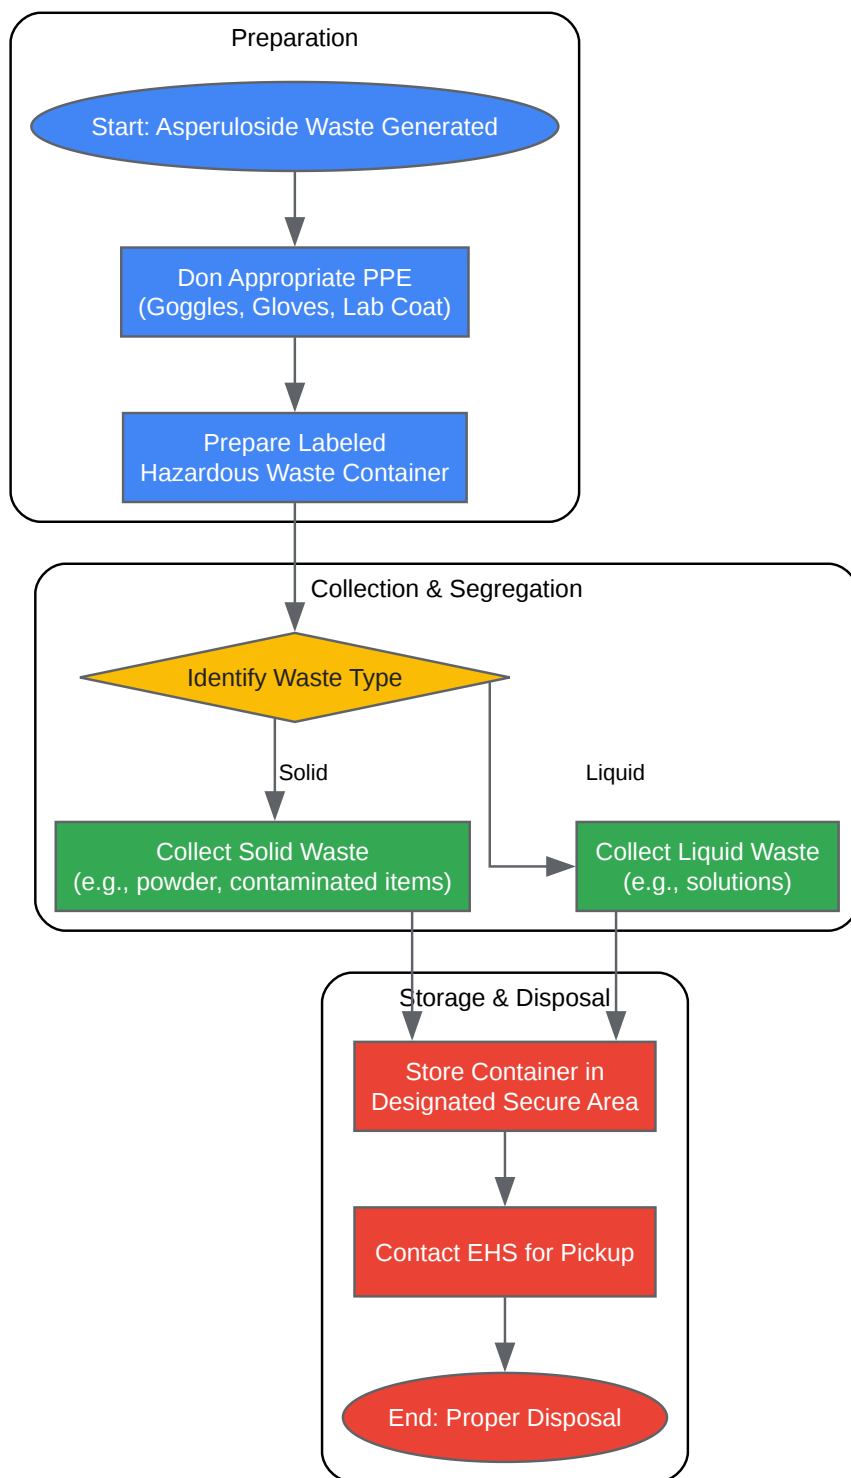 Preparation
Start: Asperuloside Waste Generated
Don Appropriate PPE
(Goggles, Gloves, Lab Coat)
Prepare Labeled
Hazardous Waste Container
Collection & Segregation
Identify Waste Type
Solid
Liquid
Collect Solid Waste
(e.g., powder, contaminated items)
Collect Liquid Waste
(e.g., solutions)
Storage & Disposal
Store Container in
Designated Secure Area
Contact EHS for Pickup
End: Proper Disposal